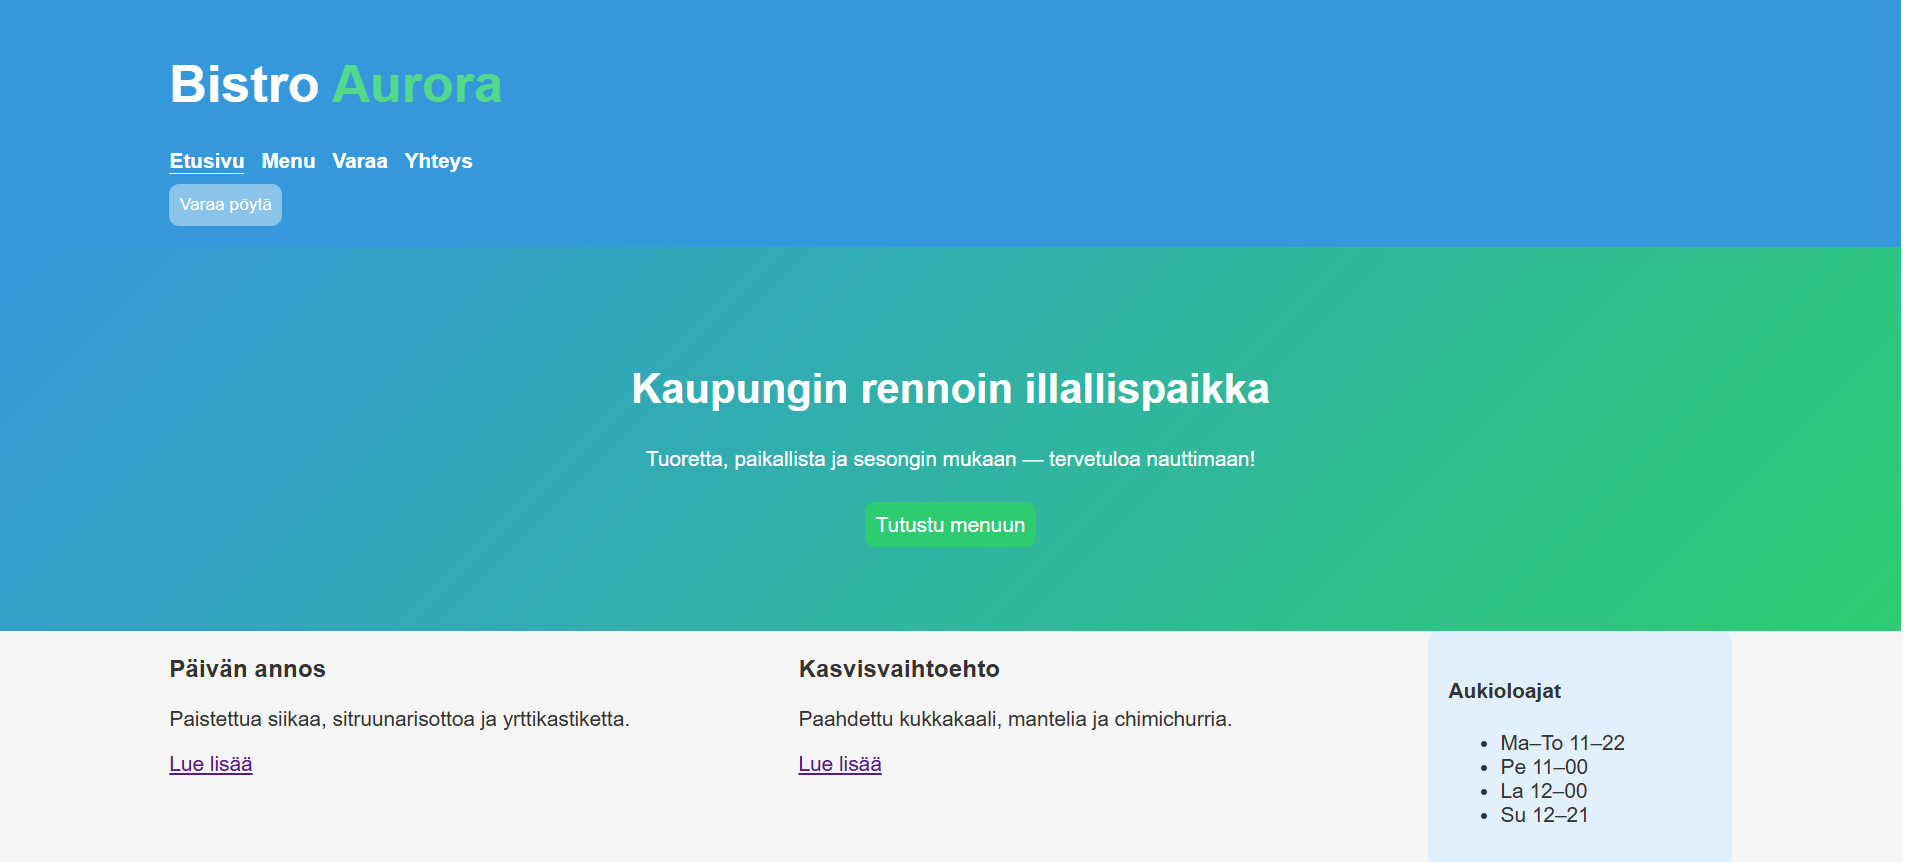 Bistro Aurora
Etusivu Menu Varaa Yhteys
Varaa pöytä
Kaupungin rennoin illallispaikka
Tuoretta, paikallista ja sesongin mukaan — tervetuloa nauttimaan!
Tutustu menuun
Päivän annos
Paistettua siikaa, sitruunarisottoa ja yrttikastiketta.
Lue lisää
Kasvisvaihtoehto
Paahdettu kukkakaali, mantelia ja chimichurria.
Lue lisää
Aukioloajat
Ma–To 11–22
Pe 11–00
La 12–00
Su 12–21